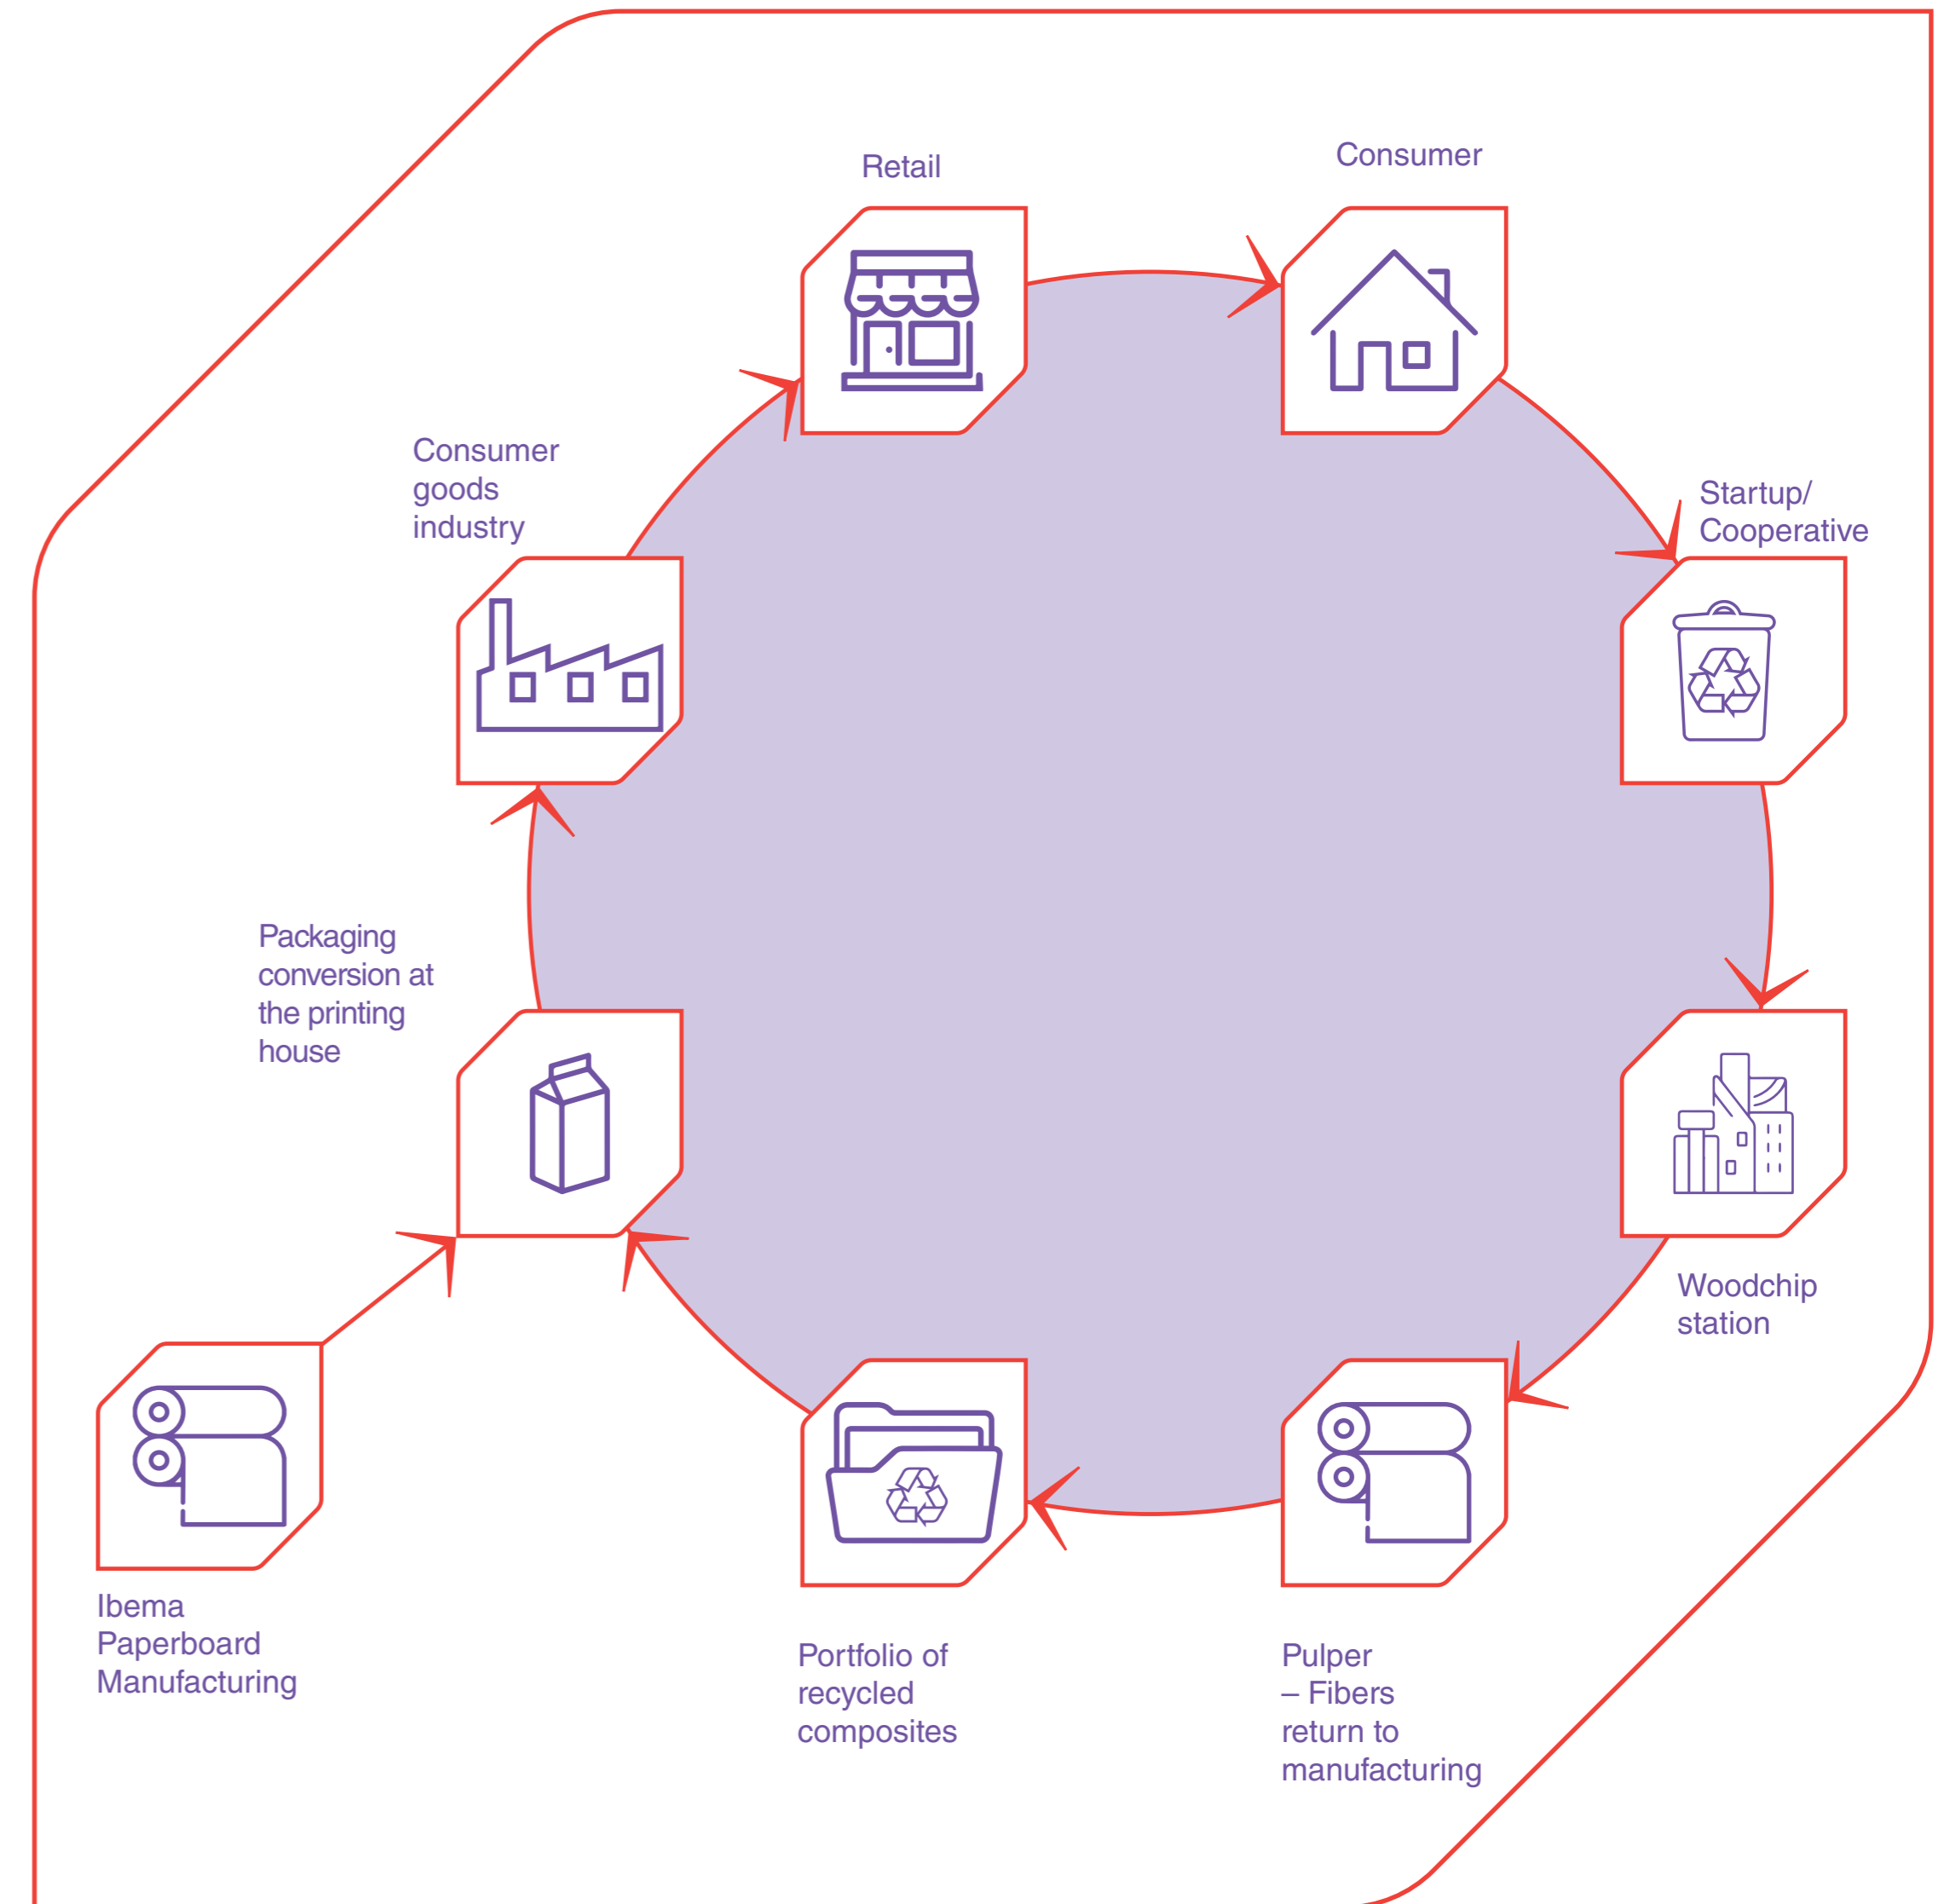 Retail
Consumer
Consumer
goods
industry
Startup/
Cooperative
Packaging
conversion at
the printing
house
Woodchip
station
Ibema
Paperboard
Manufacturing
Portfolio of
recycled
composites
Pulper
– Fibers
return to
manufacturing